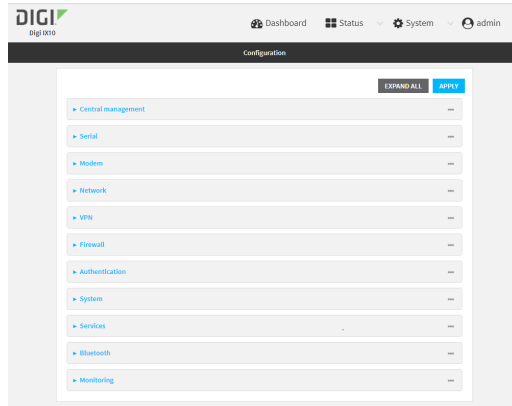 DIGI
Digi IX10
Dashboard
Status
System
admin
Configuration
EXPAND ALL
APPLY
Central management
Serial
Modem
Network
VPN
Firewall
Authentication
System
Services
Bluetooth
Monitoring